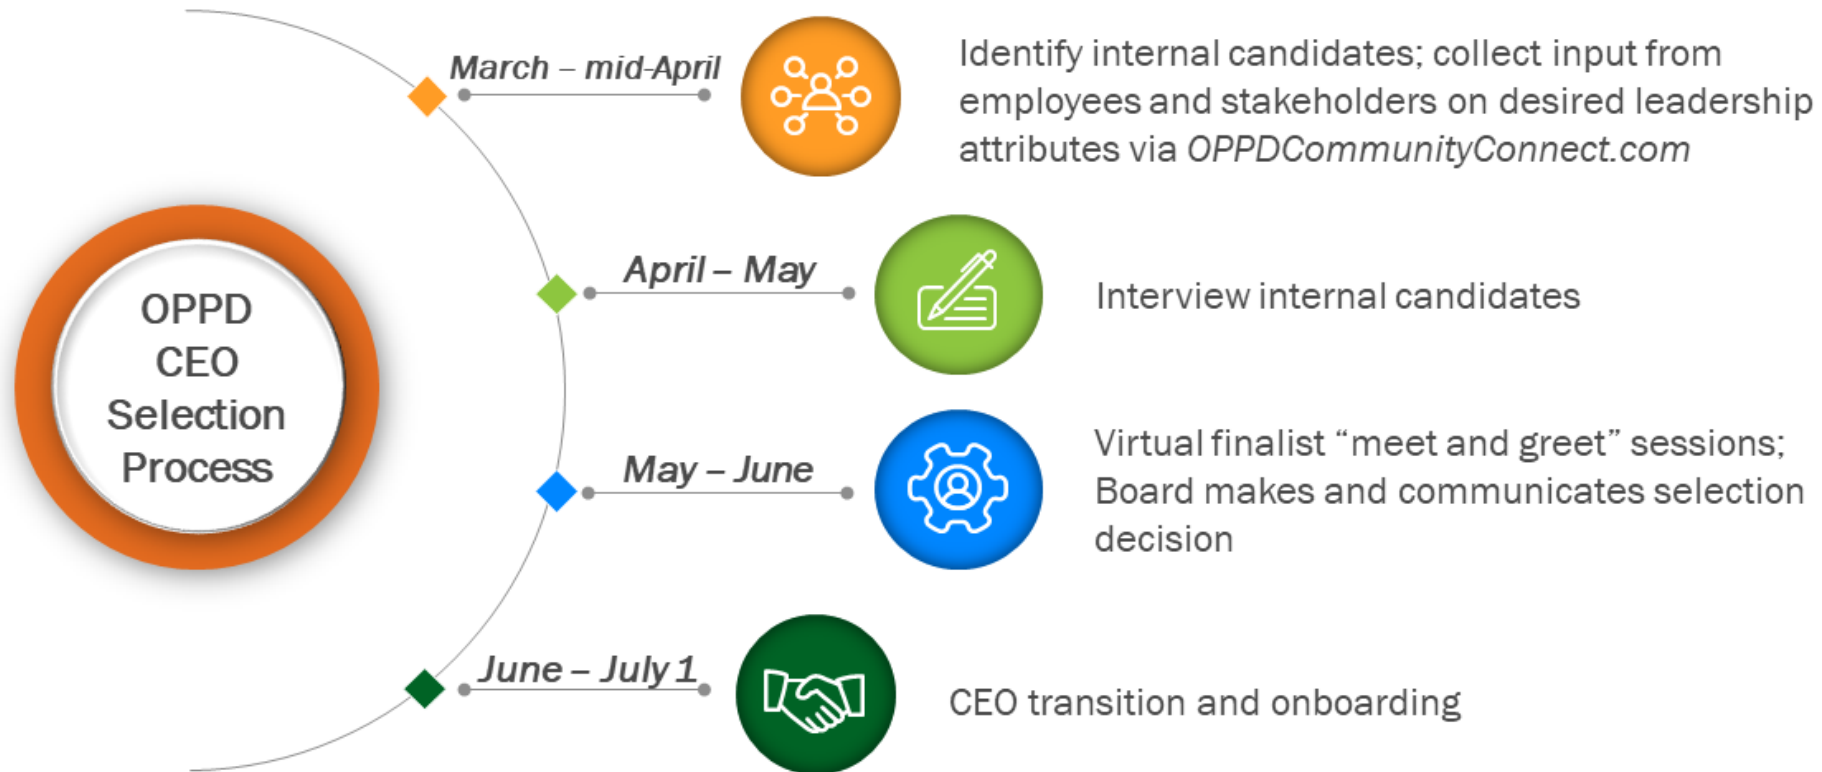 OPPD
CEO
Selection
Process
March – mid-April
Identify internal candidates; collect input from
employees and stakeholders on desired leadership
attributes via OPPDCommunityConnect.com
April – May
Interview internal candidates
May – June
Virtual finalist “meet and greet” sessions;
Board makes and communicates selection
decision
June – July 1
CEO transition and onboarding